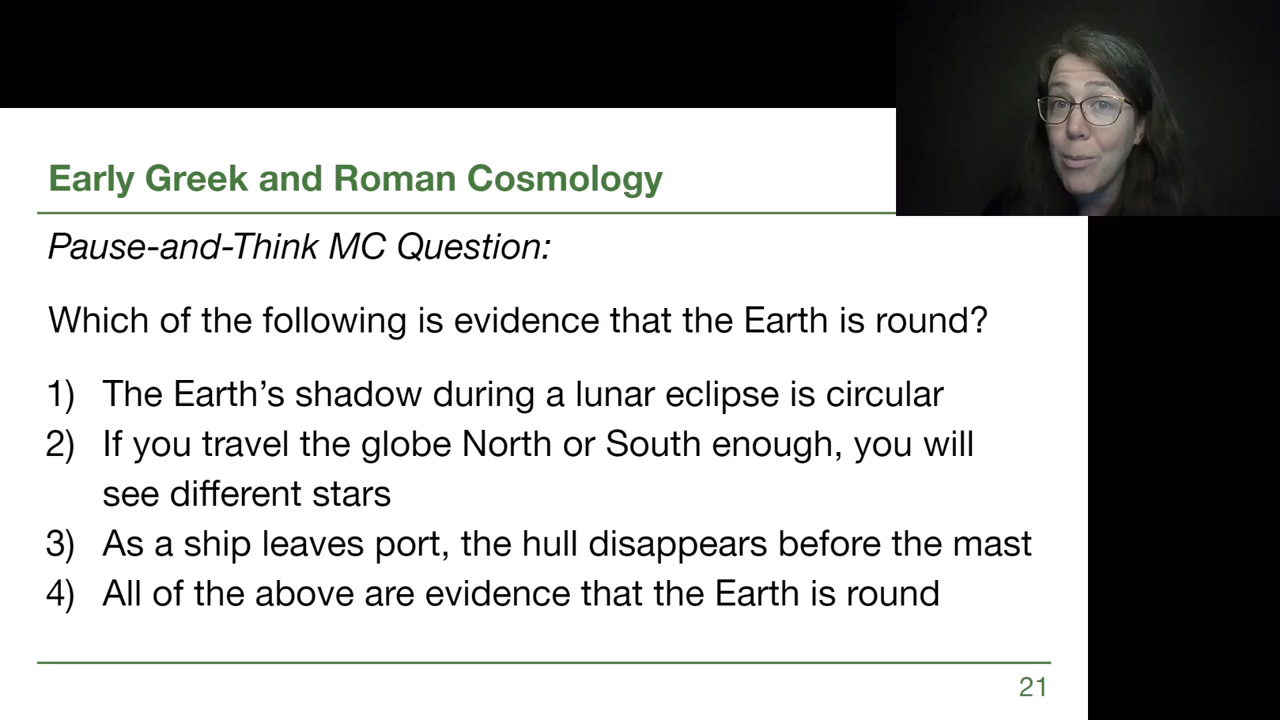 Early Greek and Roman Cosmology
Pause-and-Think MC Question:
Which of the following is evidence that the Earth is round?
1) The Earth’s shadow during a lunar eclipse is circular
2) If you travel the globe North or South enough, you will
see different stars
3) As a ship leaves port, the hull disappears before the mast
4) All of the above are evidence that the Earth is round
21